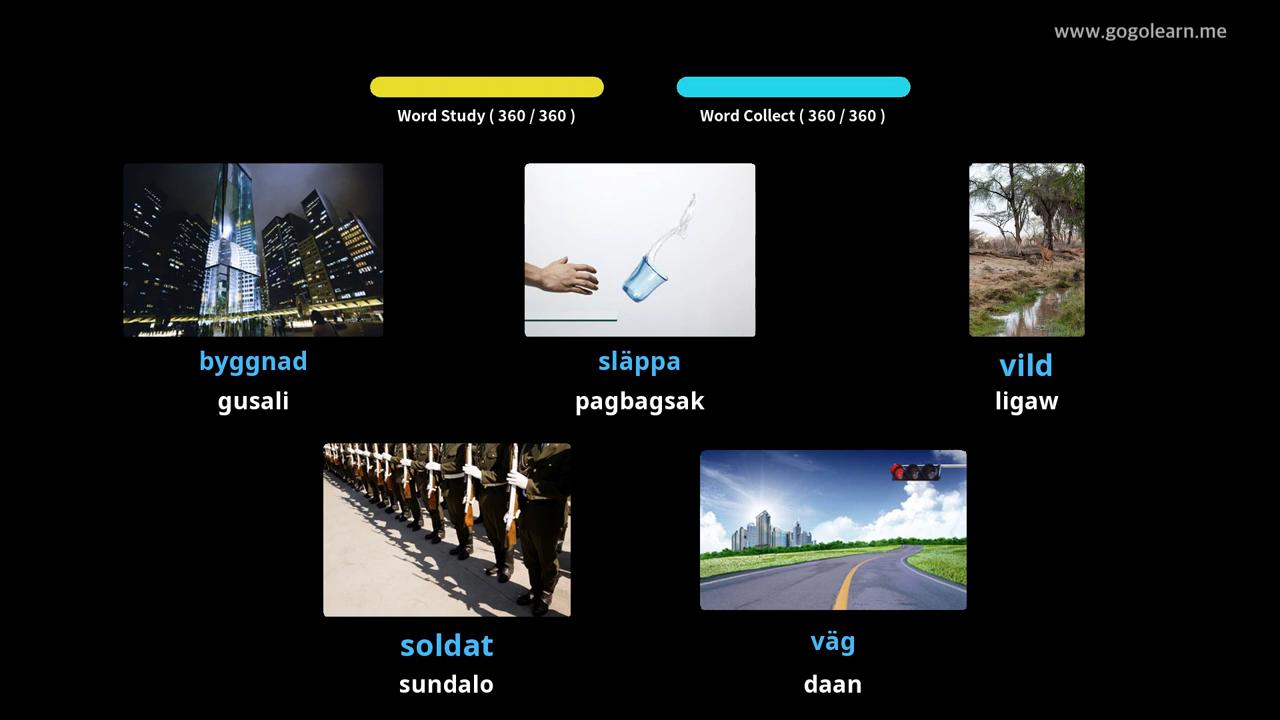 www.gogolearn.me
Word Study ( 360 / 360 )
Word Collect ( 360 / 360 )
byggnad
gusali
släppa
pagbagsak
vild
ligaw
soldat
sundalo
väg
daan